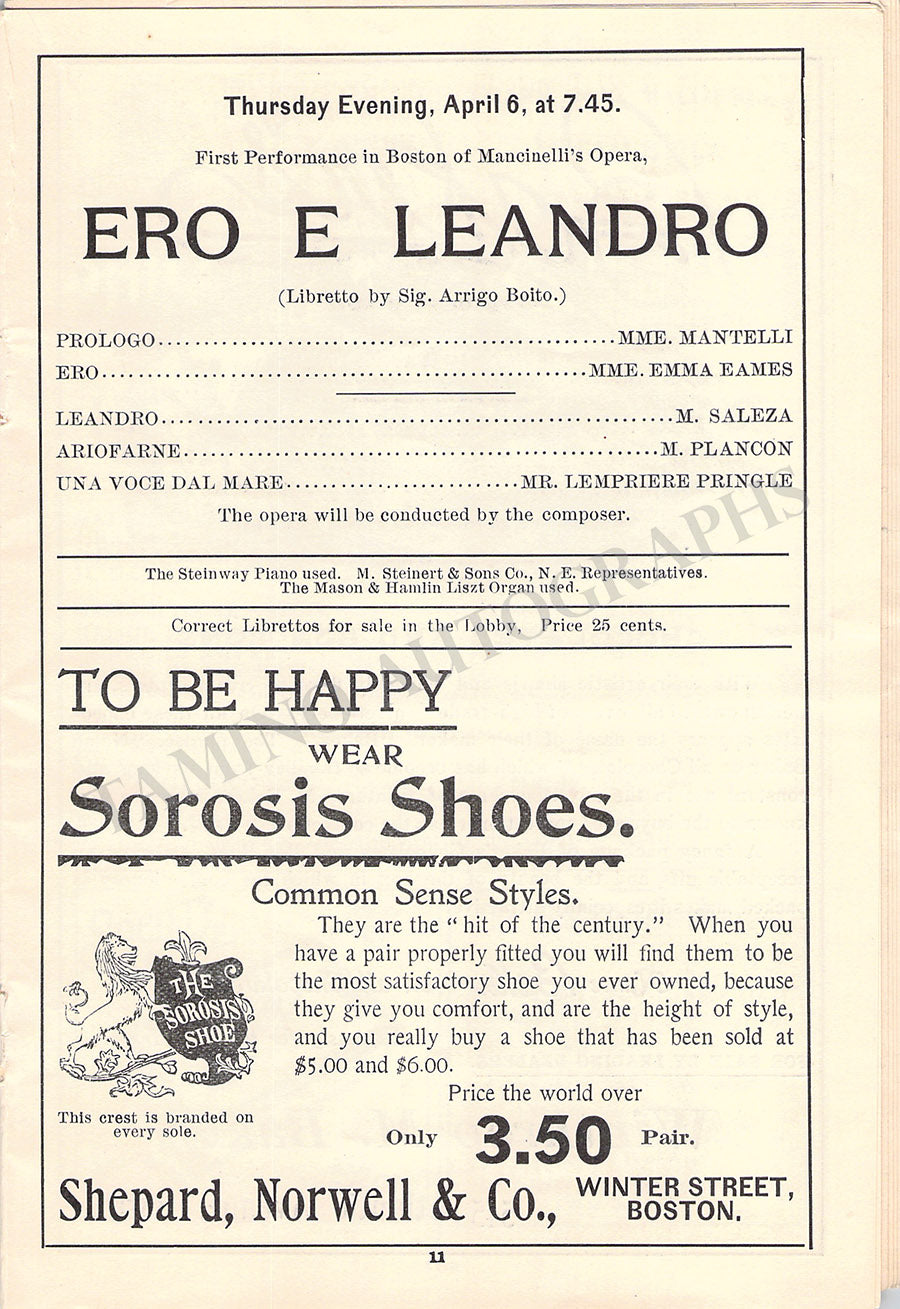 Thursday Evening, April 6, at 7.45.
First Performance in Boston of Mancinelli's Opera,
ERO E LEANDRO
(Libretto by Sig. Arrigo Boito.)
PROLOGO................................................MME. MANTELLI
ERO....................................................MME. EMMA EAMES
LEANDRO......................................................M. SALEZA
ARIOFARNE..................................................M. PLANCON
UNA VOCE DAL MARE........................MR. LEMPRIERE PRINGLE
The opera will be conducted by the composer.
The Steinway Piano used. M. Steinert & Sons Co., N. E. Representatives.
The Mason & Hamlin Liszt Organ used.
Correct Librettos for sale in the Lobby, Price 25 cents.
TAMINO AUTOGRAPHS
TO BE HAPPY
WEAR
Sorosis Shoes.
Common Sense Styles.
They are the "hit of the century." When you
have a pair properly fitted you will find them to be
the most satisfactory shoe you ever owned, because
they give you comfort, and are the height of style,
and you really buy a shoe that has been sold at
$5.00 and $6.00.
THE
SOROSIS
SHOE
This crest is branded on
every sole.
Price the world over
Only 3.50 Pair.
Shepard, Norwell & Co., WINTER STREET,
BOSTON.
11